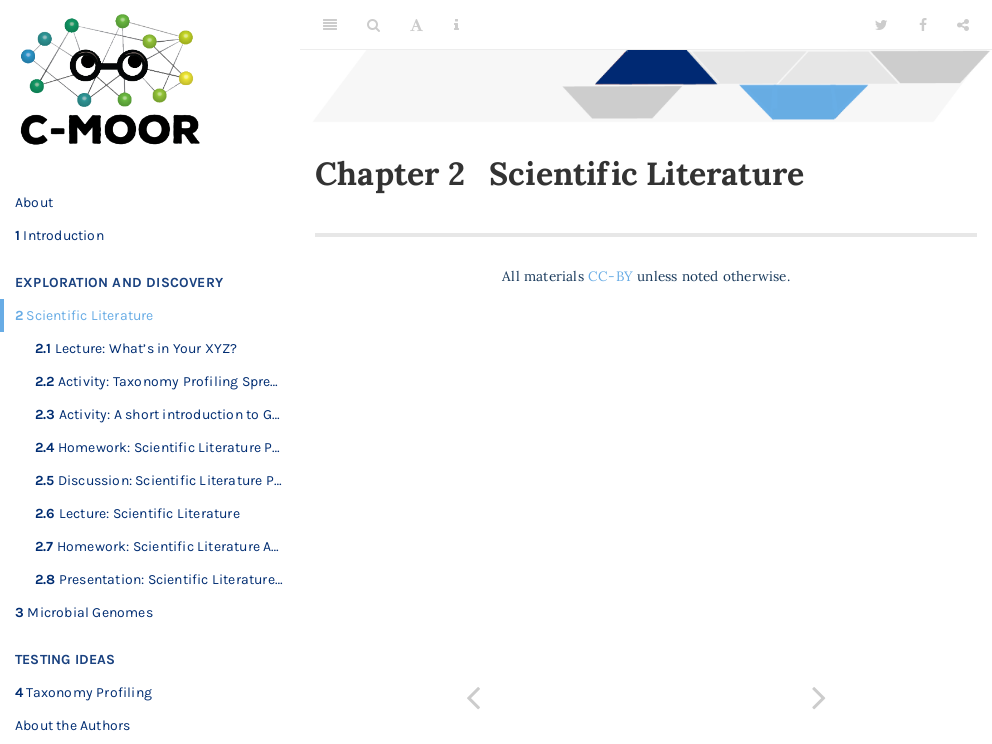 C-MOOR
About
1 Introduction
EXPLORATION AND DISCOVERY
2 Scientific Literature
2.1 Lecture: What's in Your XYZ?
2.2 Activity: Taxonomy Profiling Spre…
2.3 Activity: A short introduction to G…
2.4 Homework: Scientific Literature P…
2.5 Discussion: Scientific Literature P…
2.6 Lecture: Scientific Literature
2.7 Homework: Scientific Literature A…
2.8 Presentation: Scientific Literature…
3 Microbial Genomes
TESTING IDEAS
4 Taxonomy Profiling
About the Authors
Chapter 2 Scientific Literature
All materials CC-BY unless noted otherwise.